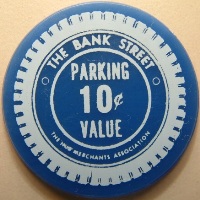 THE BANK STREET
PARKING
10¢
VALUE
MERCHANTS ASSOCIATION